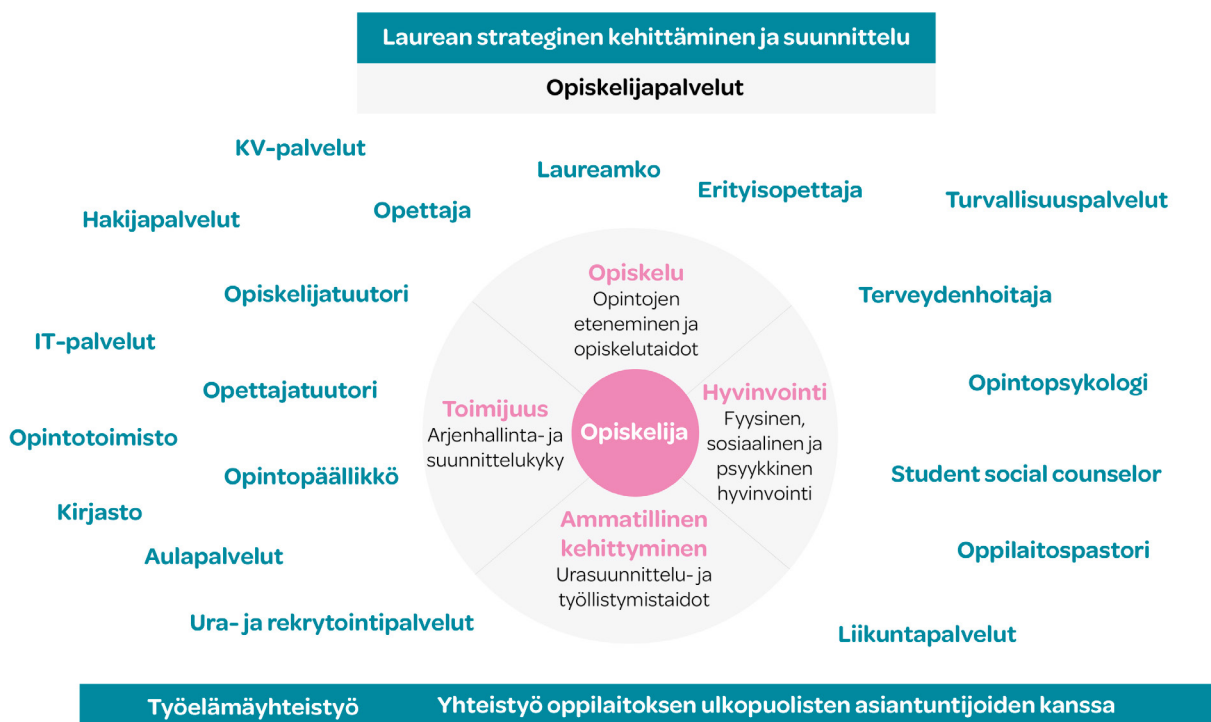 Laurean strateginen kehittäminen ja suunnittelu
Opiskelijapalvelut
KV-palvelut
Laureamko
Erityisopettaja
Turvallisuuspalvelut
Hakijapalvelut
Opettaja
Opiskelijatuutori
Terveydenhoitaja
IT-palvelut
Opettajatuutori
Opintopsykologi
Opintotoimisto
Opintopäällikkö
Student social counselor
Kirjasto
Aulapalvelut
Oppilaitospastori
Ura- ja rekrytointipalvelut
Liikuntapalvelut
Opiskelu
Opintojen
eteneminen ja
opiskelutaidot
Toimijuus
Arjenhallinta- ja
suunnittelukyky
Opiskelija
Hyvinvointi
Fyysinen,
sosiaalinen ja
psyykkinen
hyvinvointi
Ammatillinen
kehittyminen
Urasuunnittelu- ja
työllistymistaidot
Työelämäyhteistyö
Yhteistyö oppilaitoksen ulkopuolisten asiantuntijoiden kanssa